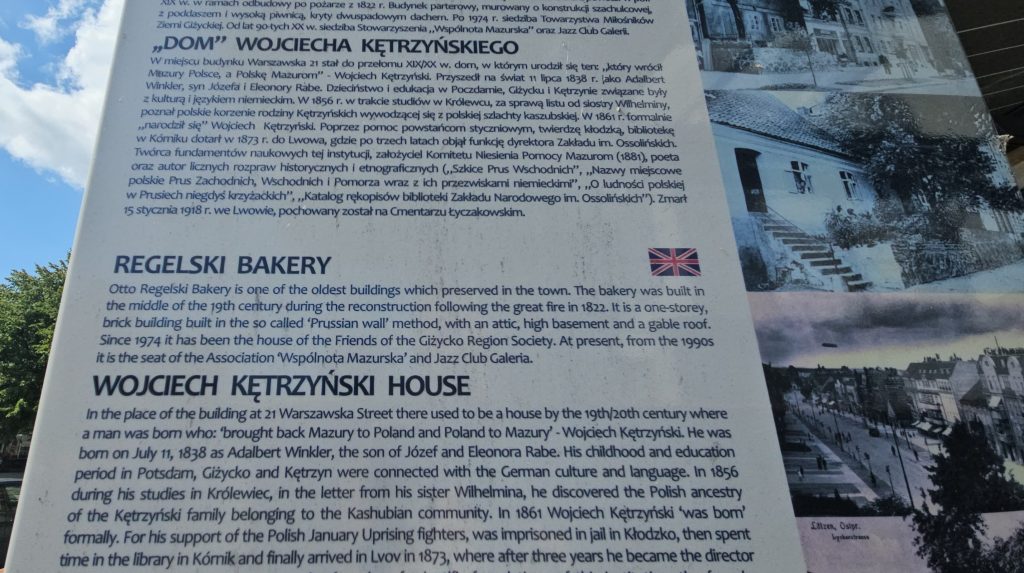 XIX w. w ramach odbudowy po pożarze z 1822 r. Budynek parterowy, murowany o konstrukcji szachulcowej,
z poddaszem i wysoką piwnicą, kryty dwuspadowym dachem. Po 1974 r. siedziba Towarzystwa Miłośników
Ziemi Giżyckiej. Od lat 90-tych XX w. siedziba Stowarzyszenia „Wspólnota Mazurska" oraz Jazz Club Galerii.
„DOM" WOJCIECHA KĘTRZYŃSKIEGO
W miejscu budynku Warszawska 21 stał do przełomu XIX/XX w. dom, w którym urodził się ten: „który wrócił
Mazury Polsce, a Polskę Mazurom" - Wojciech Kętrzyński. Przyszedł na świat 11 lipca 1838 r. jako Adalbert
Winkler, syn Józefa i Eleonory Rabe. Dzieciństwo i edukacja w Poczdamie, Giżycku i Kętrzynie związane były
z kulturą i językiem niemieckim. W 1856 r. w trakcie studiów w Królewcu, za sprawą listu od siostry Wilhelminy,
poznał polskie korzenie rodziny Kętrzyńskich wywodzącej się z polskiej szlachty kaszubskiej. W 1861 r. formalnie
„narodził się" Wojciech Kętrzyński. Poprzez pomoc powstańcom styczniowym, twierdzę kłodzką, bibliotekę
w Kórniku dotarł w 1873 r. do Lwowa, gdzie po trzech latach objął funkcję dyrektora Zakładu im. Ossolińskich.
Twórca fundamentów naukowych tej instytucji, założyciel Komitetu Niesienia Pomocy Mazurom (1881), poeta
oraz autor licznych rozpraw historycznych i etnograficznych („Szkice Prus Wschodnich", „Nazwy miejscowe
polskie Prus Zachodnich, Wschodnich i Pomorza wraz z ich przezwiskami niemieckimi", „O ludności polskiej
w Prusiech niegdyś krzyżackich", „Katalog rękopisów biblioteki Zakładu Narodowego im. Ossolińskich"). Zmarł
15 stycznia 1918 r. we Lwowie, pochowany został na Cmentarzu Łyczakowskim.
REGELSKI BAKERY
Otto Regelski Bakery is one of the oldest buildings which preserved in the town. The bakery was built in
the middle of the 19th century during the reconstruction following the great fire in 1822. It is a one-storey,
brick building built in the so called 'Prussian wall' method, with an attic, high basement and a gable roof.
Since 1974 it has been the house of the Friends of the Giżycko Region Society. At present, from the 1990s
it is the seat of the Association 'Wspólnota Mazurska' and Jazz Club Galeria.
WOJCIECH KĘTRZYŃSKI HOUSE
In the place of the building at 21 Warszawska Street there used to be a house by the 19th/20th century where
a man was born who: 'brought back Mazury to Poland and Poland to Mazury' - Wojciech Kętrzyński. He was
born on July 11, 1838 as Adalbert Winkler, the son of Józef and Eleonora Rabe. His childhood and education
period in Potsdam, Giżycko and Kętrzyn were connected with the German culture and language. In 1856
during his studies in Królewiec, in the letter from his sister Wilhelmina, he discovered the Polish ancestry
of the Kętrzyński family belonging to the Kashubian community. In 1861 Wojciech Kętrzyński 'was born'
formally. For his support of the Polish January Uprising fighters, was imprisoned in jail in Kłodzko, then spent
time in the library in Kórnik and finally arrived in Lvov in 1873, where after three years he became the director
Lötzen, Ostpr.
Lyckerstrasse